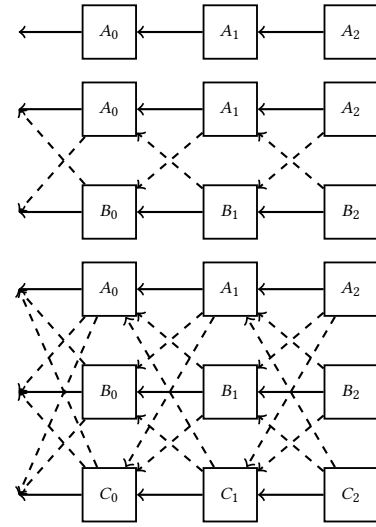 A₀ A₁ A₂
A₀ A₁ A₂
B₀ B₁ B₂
A₀ A₁ A₂
B₀ B₁ B₂
C₀ C₁ C₂